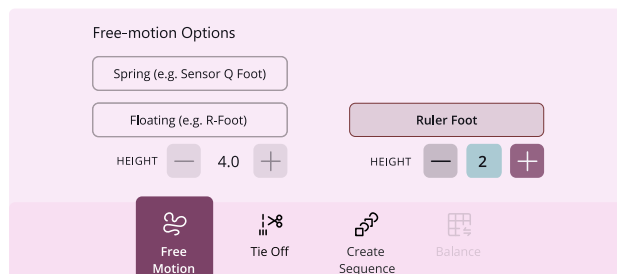 Free-motion Options
Spring (e.g. Sensor Q Foot)
Floating (e.g. R-Foot)
Ruler Foot
HEIGHT — 4.0 +
HEIGHT — 2 +
Free
Motion
Tie Off
Create
Sequence
Balance